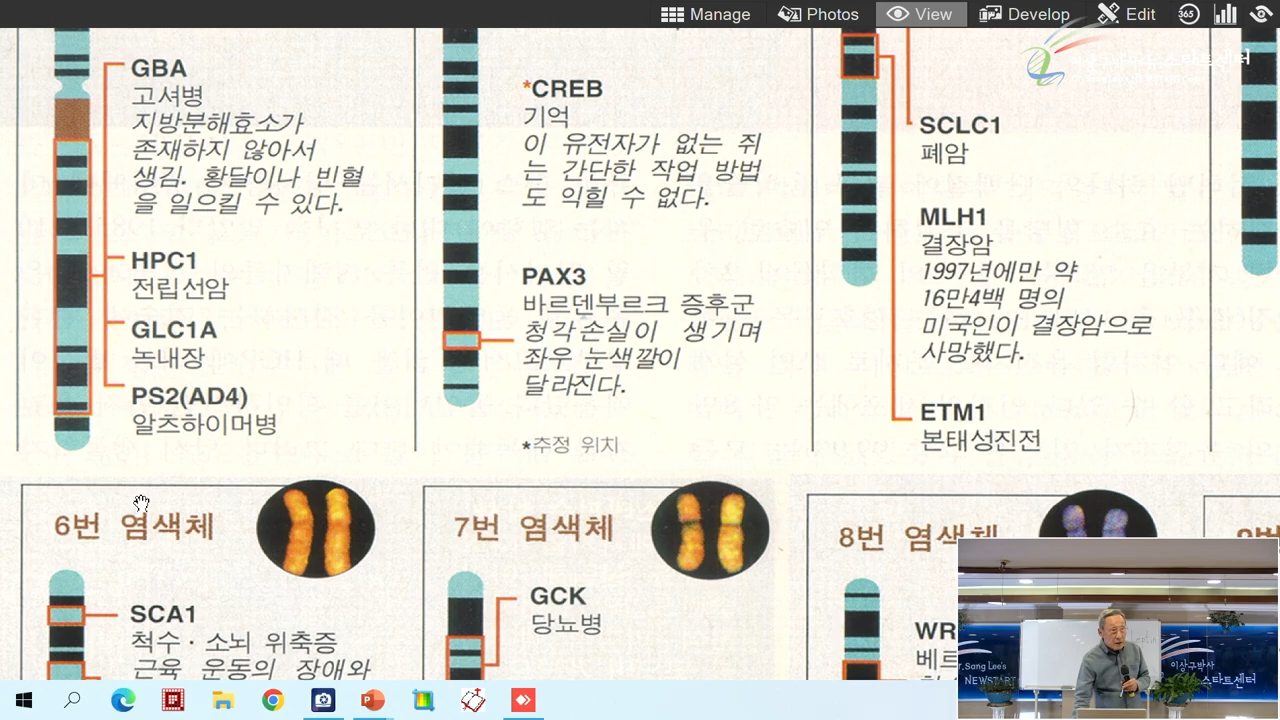 Manage
Photos
View
Develop
Edit
365
GBA
고서병
지방분해효소가
존재하지 않아서
생김. 황달이나 빈혈
을 일으킬 수 있다.
HPC1
전립선암
GLC1A
녹내장
PS2(AD4)
알츠하이머병
*CREB
기억
이 유전자가 없는 쥐
는 간단한 작업 방법
도 익힐 수 없다.
PAX3
바르덴부르크 증후군
청각손실이 생기며
좌우 눈색깔이
달라진다.
*추정 위치
스타트센터
SCLC1
폐암
MLH1
결장암
1997년에만 약
16만4백 명의
미국인이 결장암으로
사망했다.
ETM1
본태성진전
6번 염색체
SCA1
척수·소뇌 위축증
근육 운동의 장애와
7번 염색체
GCK
당뇨병
8번 염색체
WR
베르
r.Sang Lee's
NEWSTART
이상구박사
스타트센터